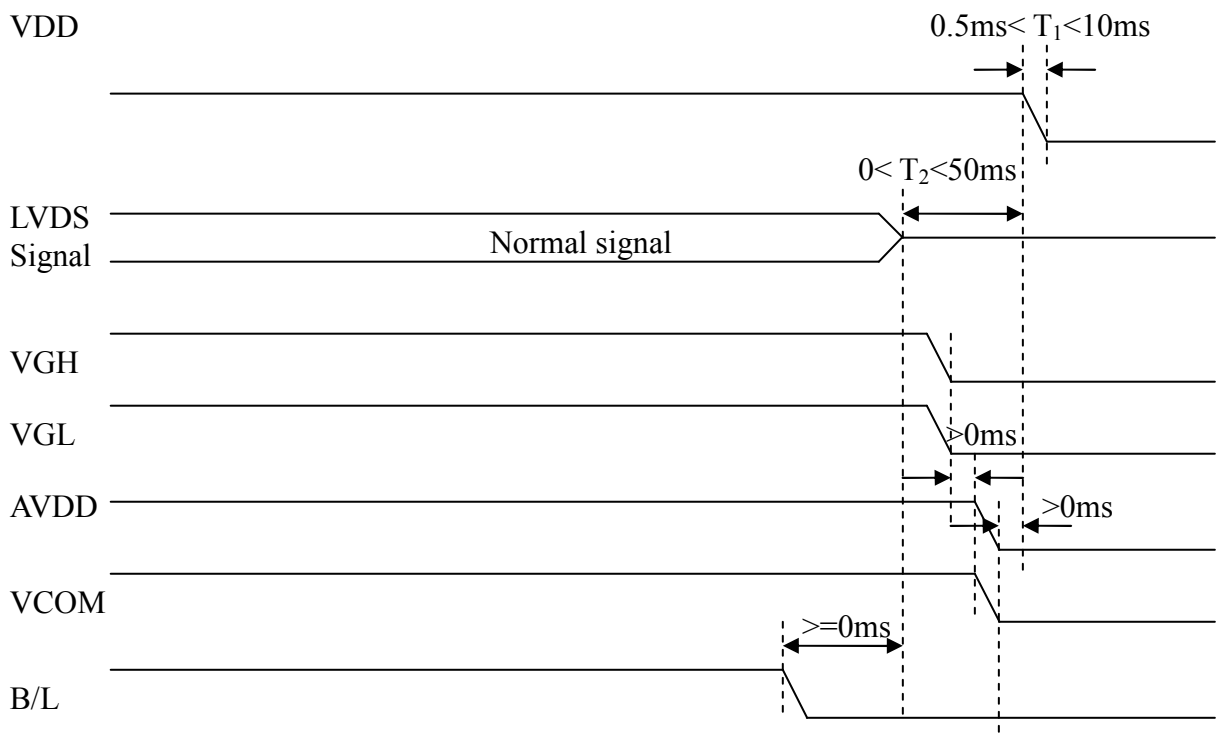 VDD
0.5ms< T₁<10ms
0< T₂<50ms
LVDS
Signal
Normal signal
VGH
VGL
>0ms
AVDD
>0ms
VCOM
>=0ms
B/L